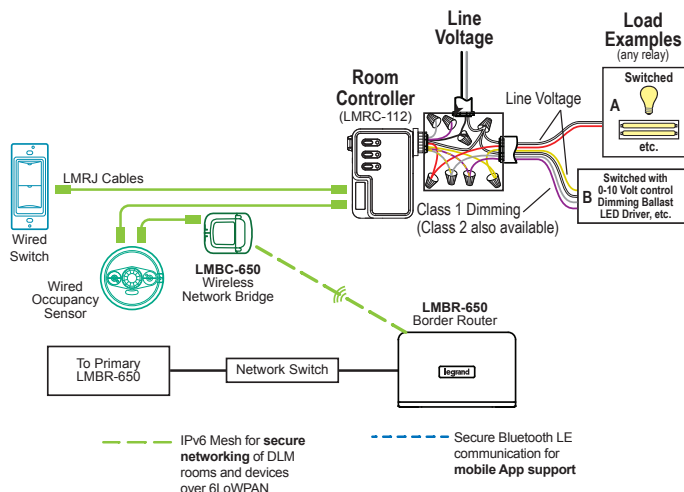 Line
Voltage
Load
Examples
(any relay)
Room
Controller
(LMRC-112)
Line Voltage
Switched
A
etc.
LMRJ Cables
Switched with
0-10 Volt control
Dimming Ballast
LED Driver, etc.
B
Class 1 Dimming
(Class 2 also available)
Wired
Switch
LMBC-650
Wireless
Network Bridge
Wired
Occupancy
Sensor
LMBR-650
Border Router
To Primary
LMBR-650
Network Switch
legrand
IPv6 Mesh for secure
networking of DLM
rooms and devices
over 6LoWPAN
Secure Bluetooth LE
communication for
mobile App support